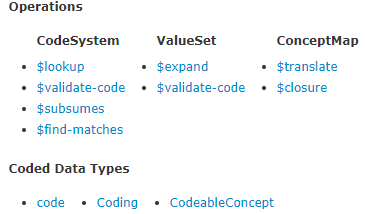 Operations
CodeSystem ValueSet ConceptMap
• $lookup • $expand • $translate
• $validate-code • $validate-code • $closure
• $subsumes
• $find-matches
Coded Data Types
• code • Coding • CodeableConcept